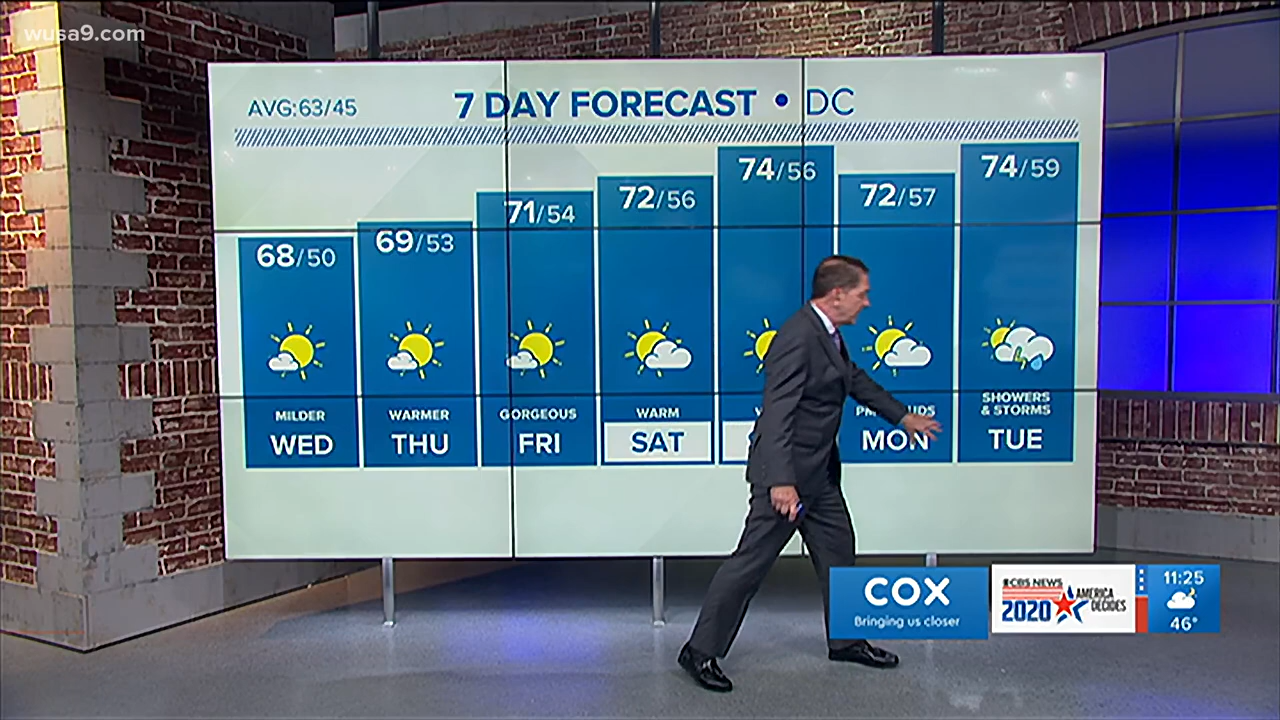 wusa9.com
AVG:63/45
7 DAY FORECAST • DC
68/50
69/53
71/54
72/56
74/56
72/57
74/59
MILDER
WED
WARMER
THU
GORGEOUS
FRI
WARM
SAT
MON
SHOWERS
& STORMS
TUE
COX
Bringing us closer
CBS NEWS
2020
AMERICA
DECIDES
11:25
46°